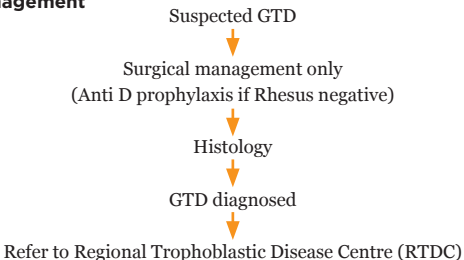 Suspected GTD
Surgical management only
(Anti D prophylaxis if Rhesus negative)
Histology
GTD diagnosed
Refer to Regional Trophoblastic Disease Centre (RTDC)